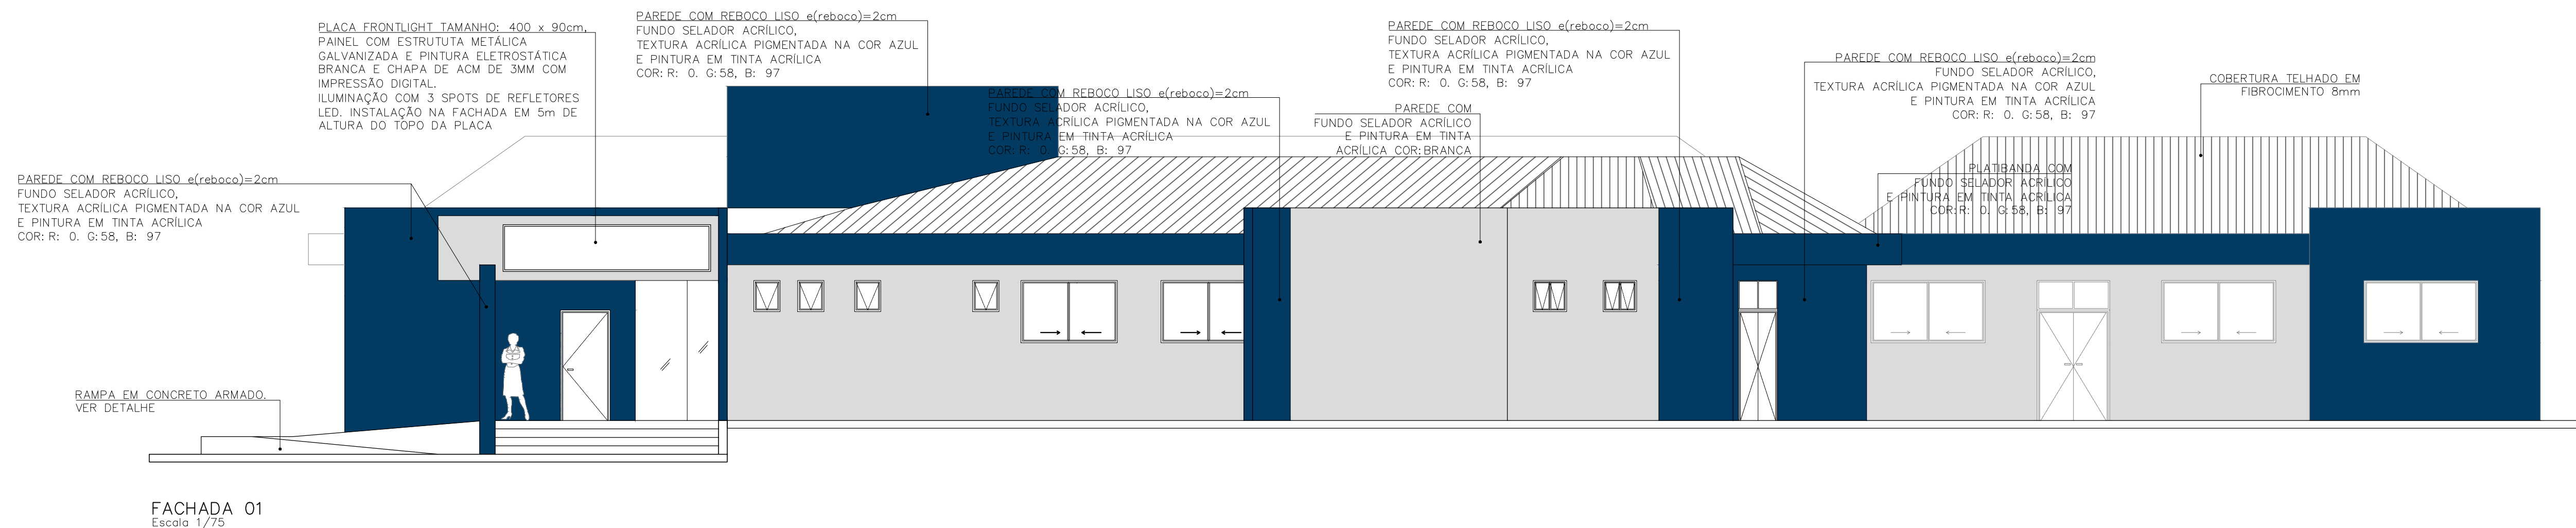 PLACA FRONTLIGHT TAMANHO: 400 x 90cm,
PAINEL COM ESTRUTUTA METÁLICA
GALVANIZADA E PINTURA ELETROSTÁTICA
BRANCA E CHAPA DE ACM DE 3MM COM
IMPRESSÃO DIGITAL.
ILUMINAÇÃO COM 3 SPOTS DE REFLETORES
LED. INSTALAÇÃO NA FACHADA EM 5m DE
ALTURA DO TOPO DA PLACA
PAREDE COM REBOCO LISO e(reboco)=2cm
FUNDO SELADOR ACRÍLICO,
TEXTURA ACRÍLICA PIGMENTADA NA COR AZUL
E PINTURA EM TINTA ACRÍLICA
COR: R: 0. G:58, B: 97
PAREDE COM REBOCO LISO e(reboco)=2cm
FUNDO SELADOR ACRÍLICO,
TEXTURA ACRÍLICA PIGMENTADA NA COR AZUL
E PINTURA EM TINTA ACRÍLICA
COR: R: 0. G:58, B: 97
PAREDE COM REBOCO LISO e(reboco)=2cm
FUNDO SELADOR ACRÍLICO,
TEXTURA ACRÍLICA PIGMENTADA NA COR AZUL
E PINTURA EM TINTA ACRÍLICA
COR: R: 0. G:58, B: 97
PAREDE COM
FUNDO SELADOR ACRÍLICO
E PINTURA EM TINTA
ACRÍLICA COR:BRANCA
PAREDE COM REBOCO LISO e(reboco)=2cm
FUNDO SELADOR ACRÍLICO,
TEXTURA ACRÍLICA PIGMENTADA NA COR AZUL
E PINTURA EM TINTA ACRÍLICA
COR: R: 0. G:58, B: 97
COBERTURA TELHADO EM
FIBROCIMENTO 8mm
PLATIBANDA COM
FUNDO SELADOR ACRÍLICO
E PINTURA EM TINTA ACRÍLICA
COR: R: 0. G:58, B: 97
PAREDE COM REBOCO LISO e(reboco)=2cm
FUNDO SELADOR ACRÍLICO,
TEXTURA ACRÍLICA PIGMENTADA NA COR AZUL
E PINTURA EM TINTA ACRÍLICA
COR: R: 0. G:58, B: 97
RAMPA EM CONCRETO ARMADO.
VER DETALHE
FACHADA 01
Escala 1/75